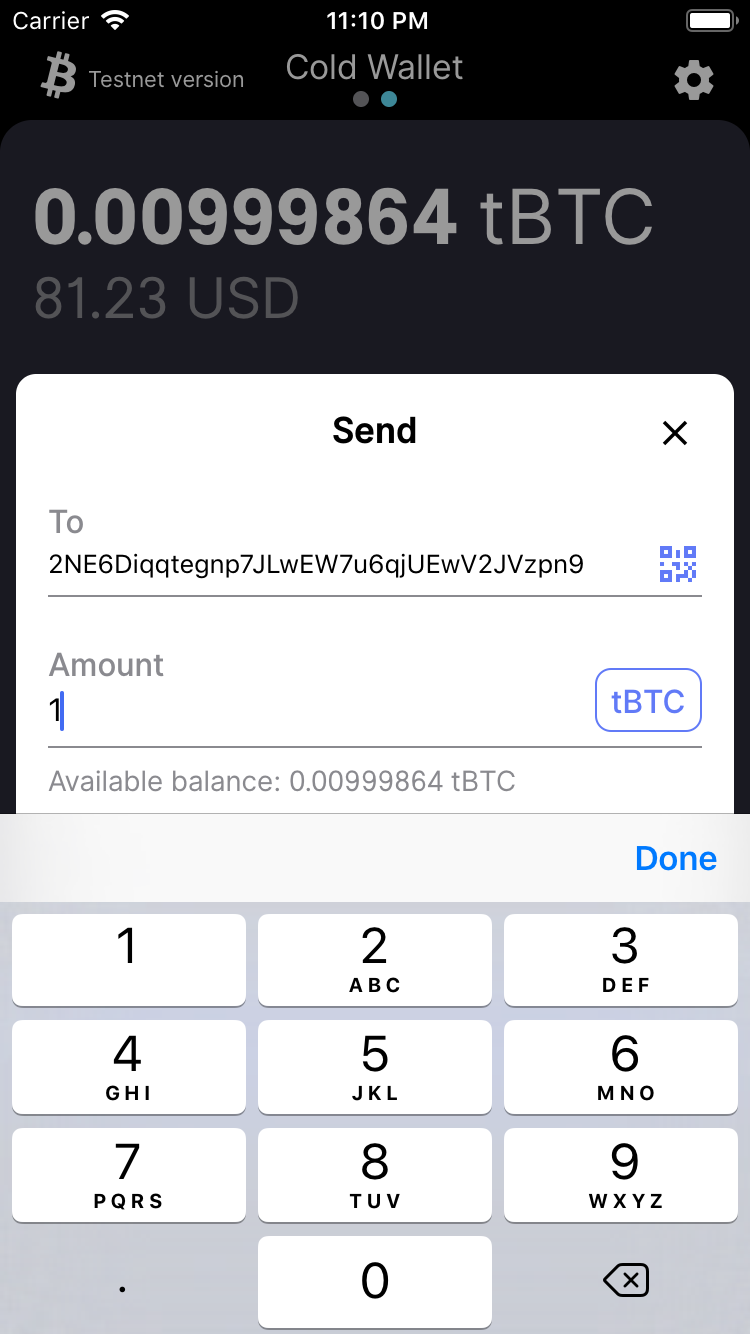 Carrier 11:10 PM
Testnet version Cold Wallet
0.00999864 tBTC
81.23 USD
Send
To
2NE6Diqqtegnp7JLwEW7u6qjUEwV2JVzpn9
Amount
1 tBTC
Available balance: 0.00999864 tBTC
Done
1 2 3
ABC DEF
4 5 6
GHI JKL MNO
7 8 9
PQRS TUV WXYZ
. 0